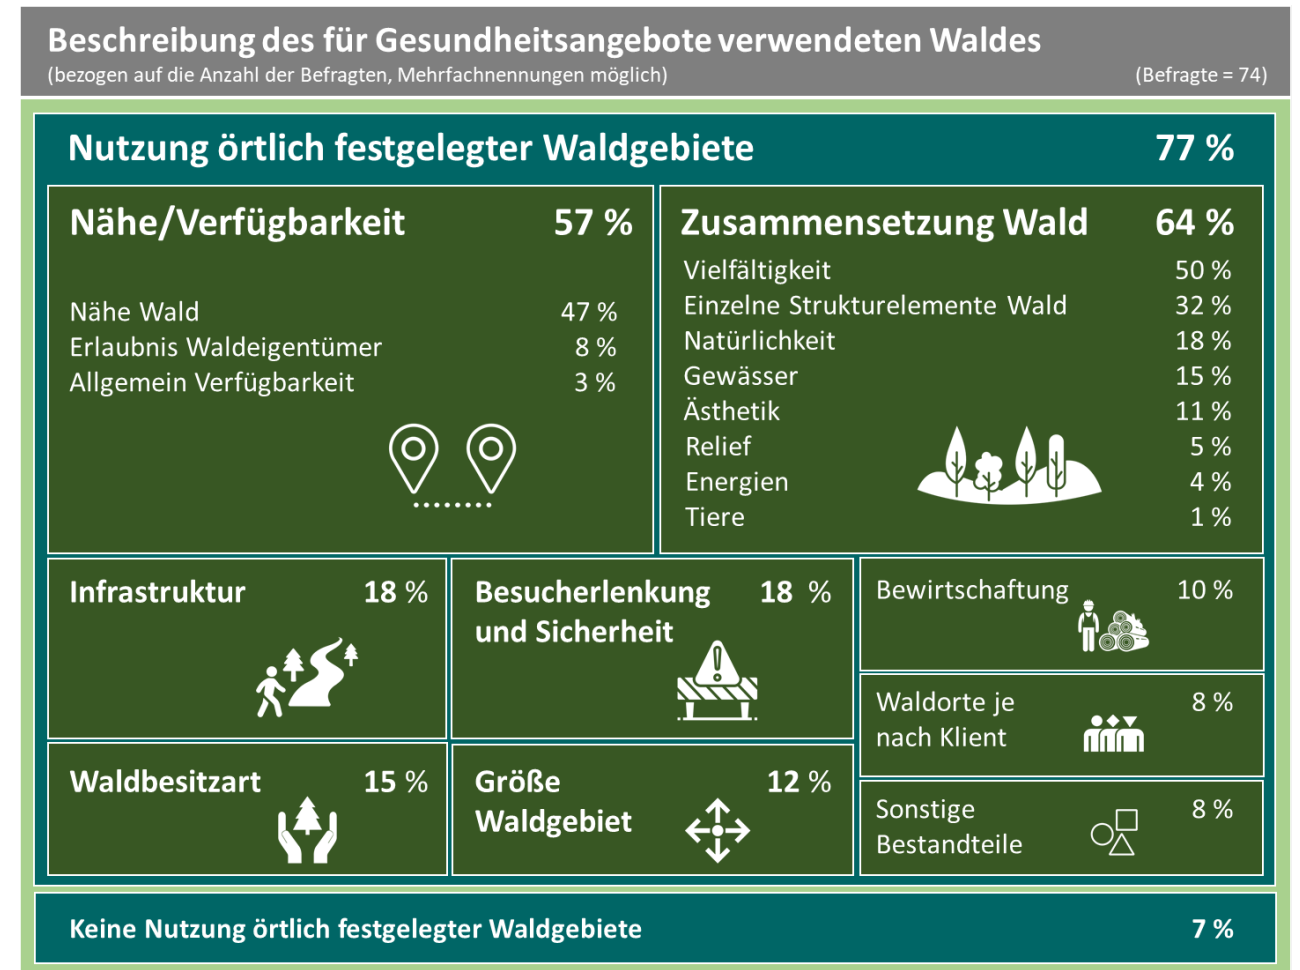 Beschreibung des für Gesundheitsangebote verwendeten Waldes
(bezogen auf die Anzahl der Befragten, Mehrfachnennungen möglich) (Befragte = 74)
Nutzung örtlich festgelegter Waldgebiete 77 %
Nähe/Verfügbarkeit 57 %
Nähe Wald 47 %
Erlaubnis Waldeigentümer 8 %
Allgemein Verfügbarkeit 3 %
Zusammensetzung Wald 64 %
Vielfältigkeit 50 %
Einzelne Strukturelemente Wald 32 %
Natürlichkeit 18 %
Gewässer 15 %
Ästhetik 11 %
Relief 5 %
Energien 4 %
Tiere 1 %
Infrastruktur 18 %
Besucherlenkung 18 %
und Sicherheit
Bewirtschaftung 10 %
Waldorte je 8 %
nach Klient
Waldbesitzart 15 %
Größe 12 %
Waldgebiet
Sonstige 8 %
Bestandteile
Keine Nutzung örtlich festgelegter Waldgebiete 7 %